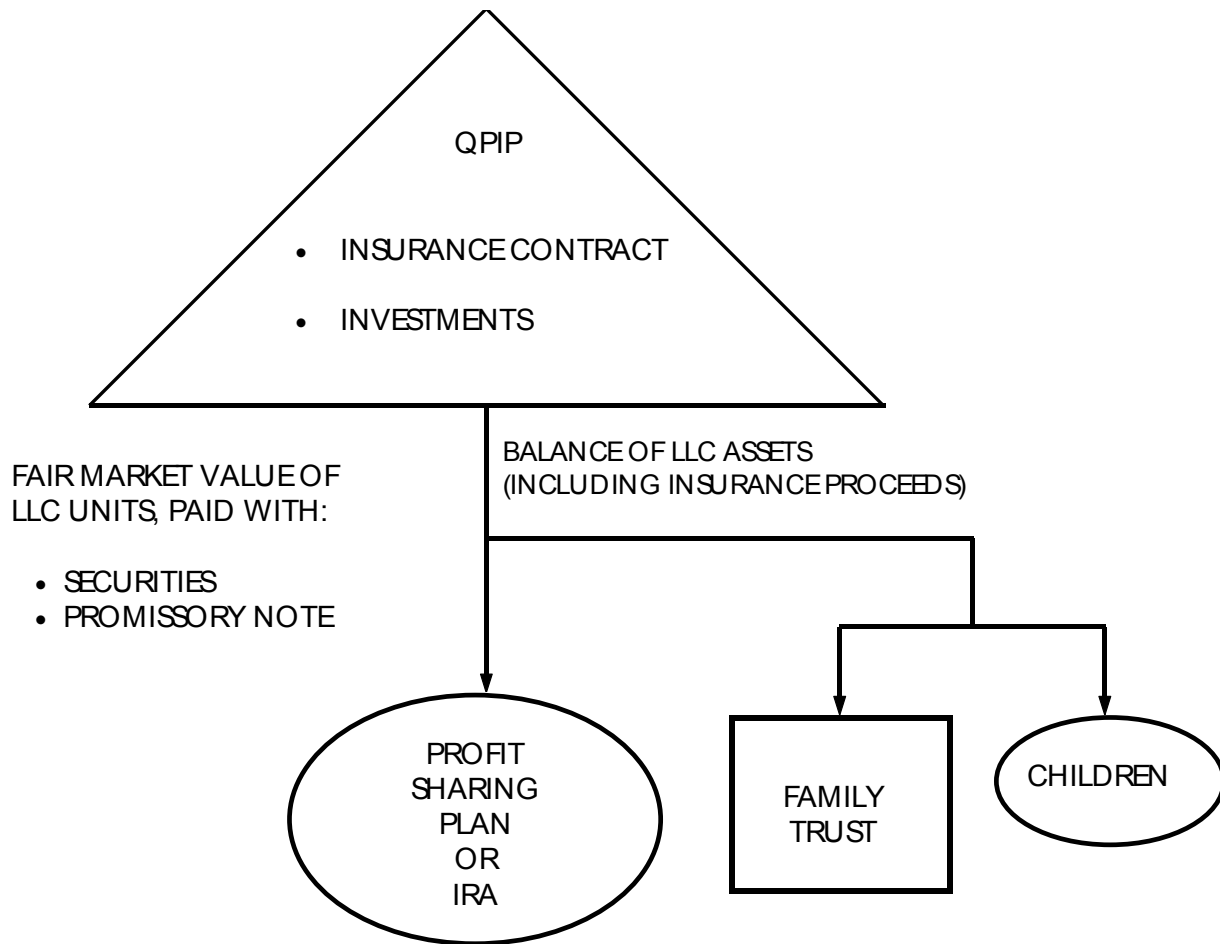 QPIP
• INSURANCE CONTRACT
• INVESTMENTS
FAIR MARKET VALUE OF
LLC UNITS, PAID WITH:
• SECURITIES
• PROMISSORY NOTE
BALANCE OF LLC ASSETS
(INCLUDING INSURANCE PROCEEDS)
PROFIT
SHARING
PLAN
OR
IRA
FAMILY
TRUST
CHILDREN